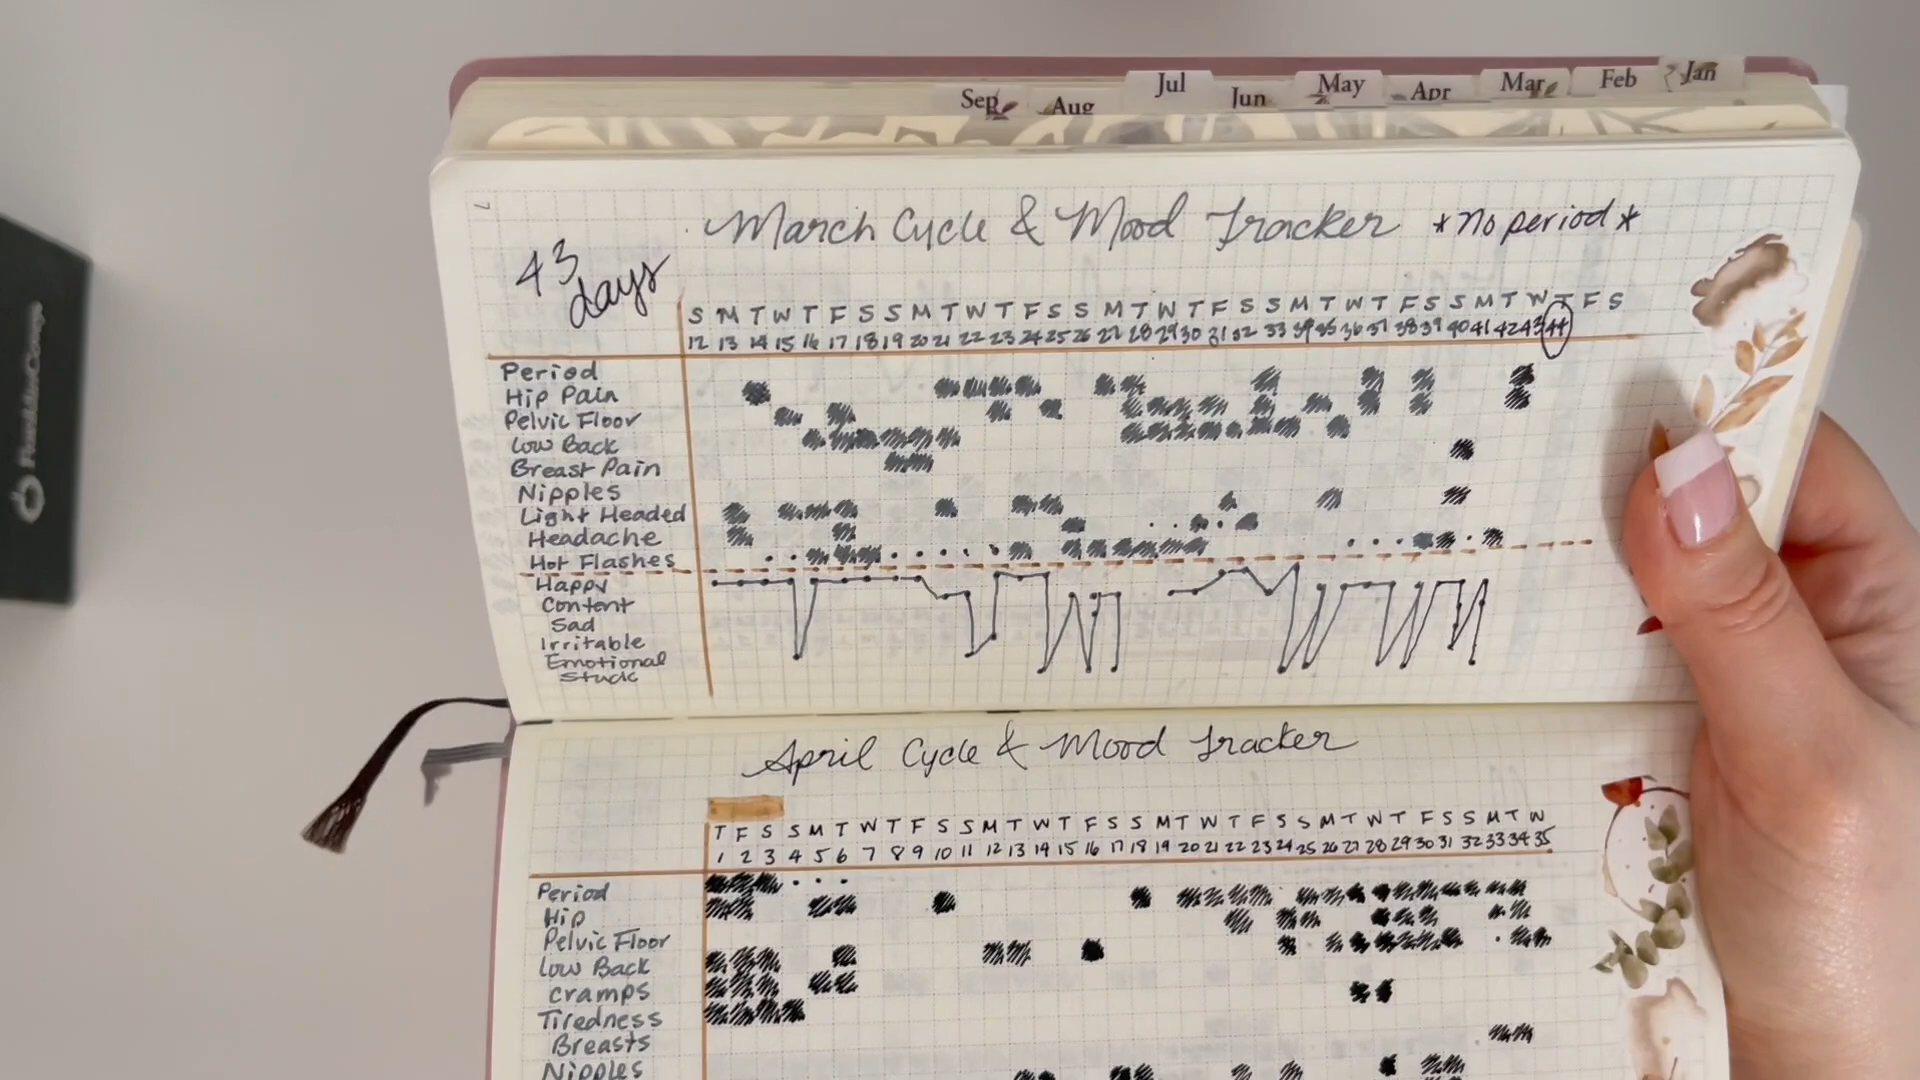 Sep Aug Jul Jun May Apr Mar Feb Jan
March Cycle & Mood Tracker *No period*
43 days
S M T W T F S S M T W T F S S M T W T F S S M T W T F S S M T W T F S
12 13 14 15 16 17 18 19 20 21 22 23 24 25 26 27 28 29 30 31 32 33 34 35 36 37 38 39 40 41 42 43 44
Period
Hip Pain
Pelvic Floor
Low Back
Breast Pain
Nipples
Light Headed
Headache
Hot Flashes
Happy
Content
Sad
Irritable
Emotional
Stuck
April Cycle & Mood Tracker
T F S S M T W T F S S M T W T F S S M T W T F S S M T W T F S S M T W
1 2 3 4 5 6 7 8 9 10 11 12 13 14 15 16 17 18 19 20 21 22 23 24 25 26 27 28 29 30 31 32 33 34 35
Period
Hip
Pelvic Floor
Low Back
Cramps
Tiredness
Breasts
Nipples